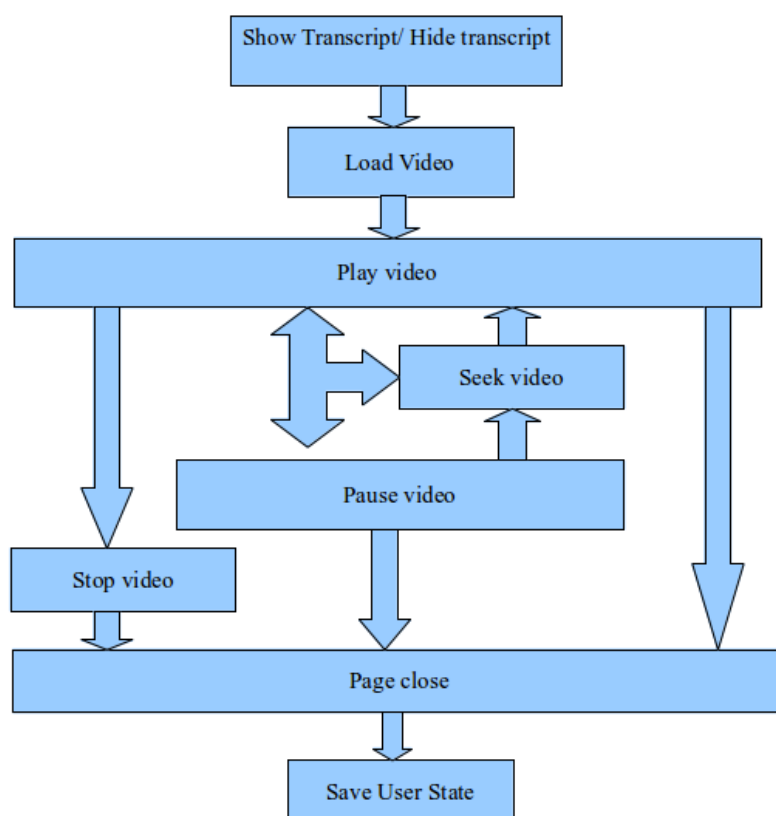 Show Transcript/ Hide transcript
Load Video
Play video
Seek video
Pause video
Stop video
Page close
Save User State